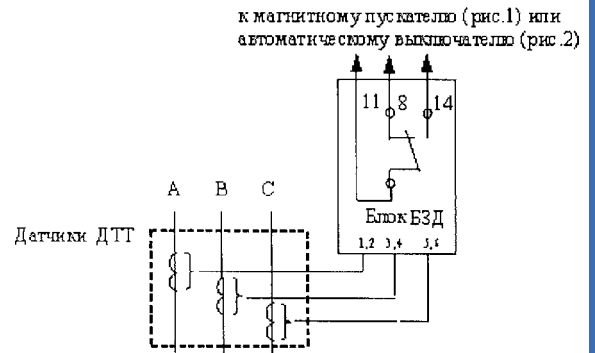 к магнитному пускателю (рис.1) или
автоматическому выключателю (рис.2)
11 8 14
A B C
Блок БЗД
Датчики ДТТ
1,2 3,4 5,6